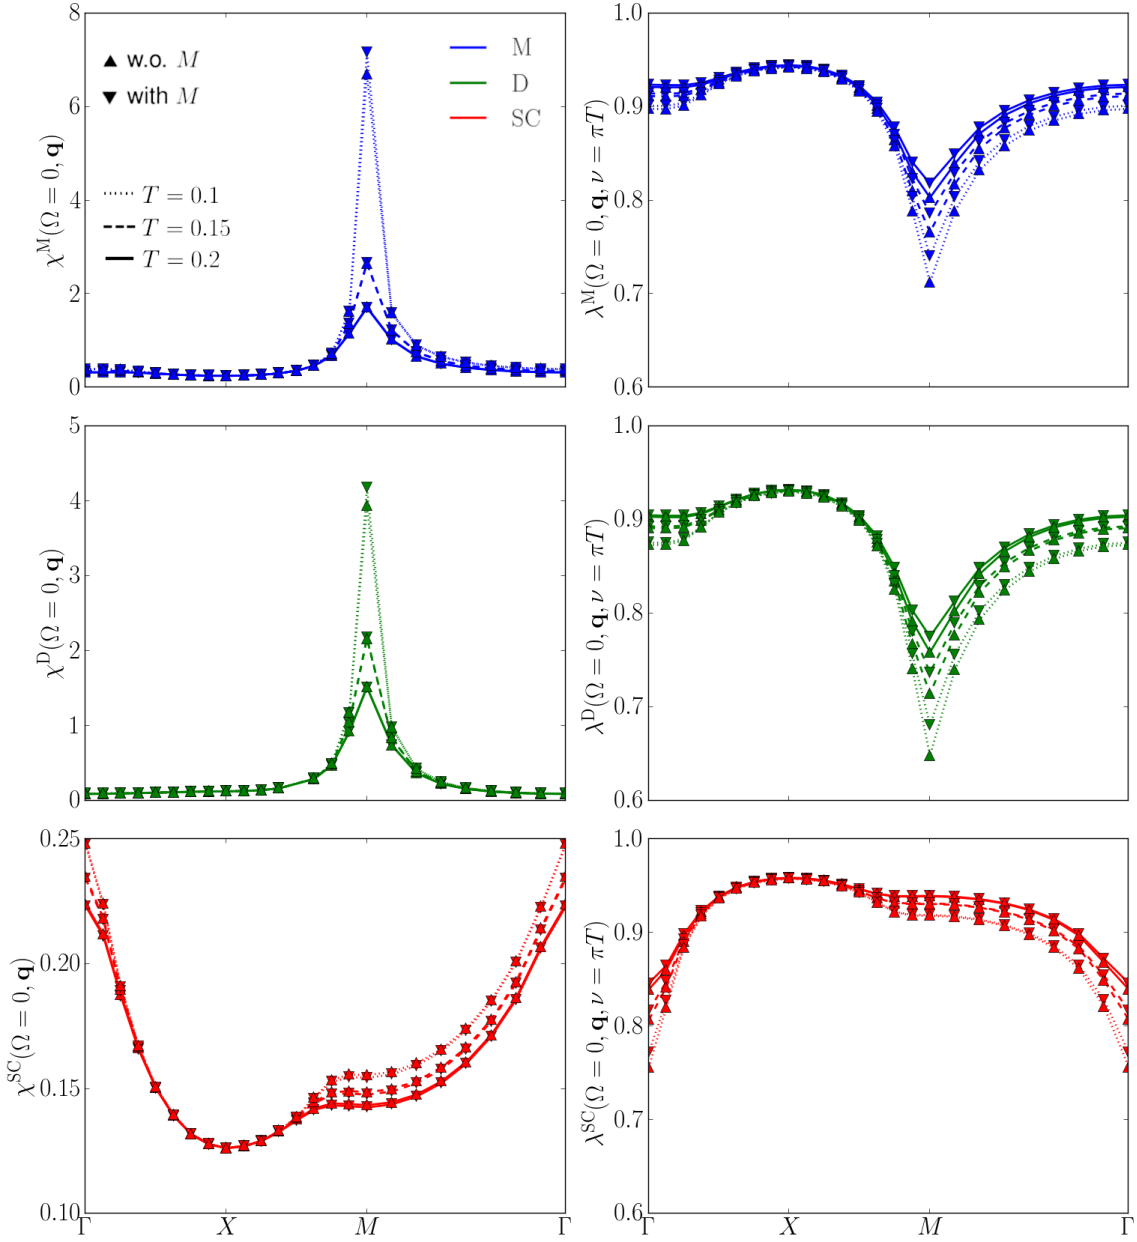 χ^M(Ω = 0, q)
8
6
4
2
0
▲ w.o. M
▼ with M
M
D
SC
T = 0.1
T = 0.15
T = 0.2
λ^M(Ω = 0, q, ν = πT)
1.0
0.9
0.8
0.7
0.6
χ^D(Ω = 0, q)
5
4
3
2
1
0
λ^D(Ω = 0, q, ν = πT)
1.0
0.9
0.8
0.7
0.6
χ^SC(Ω = 0, q)
0.25
0.20
0.15
0.10
Γ X M Γ
λ^SC(Ω = 0, q, ν = πT)
1.0
0.9
0.8
0.7
0.6
Γ X M Γ